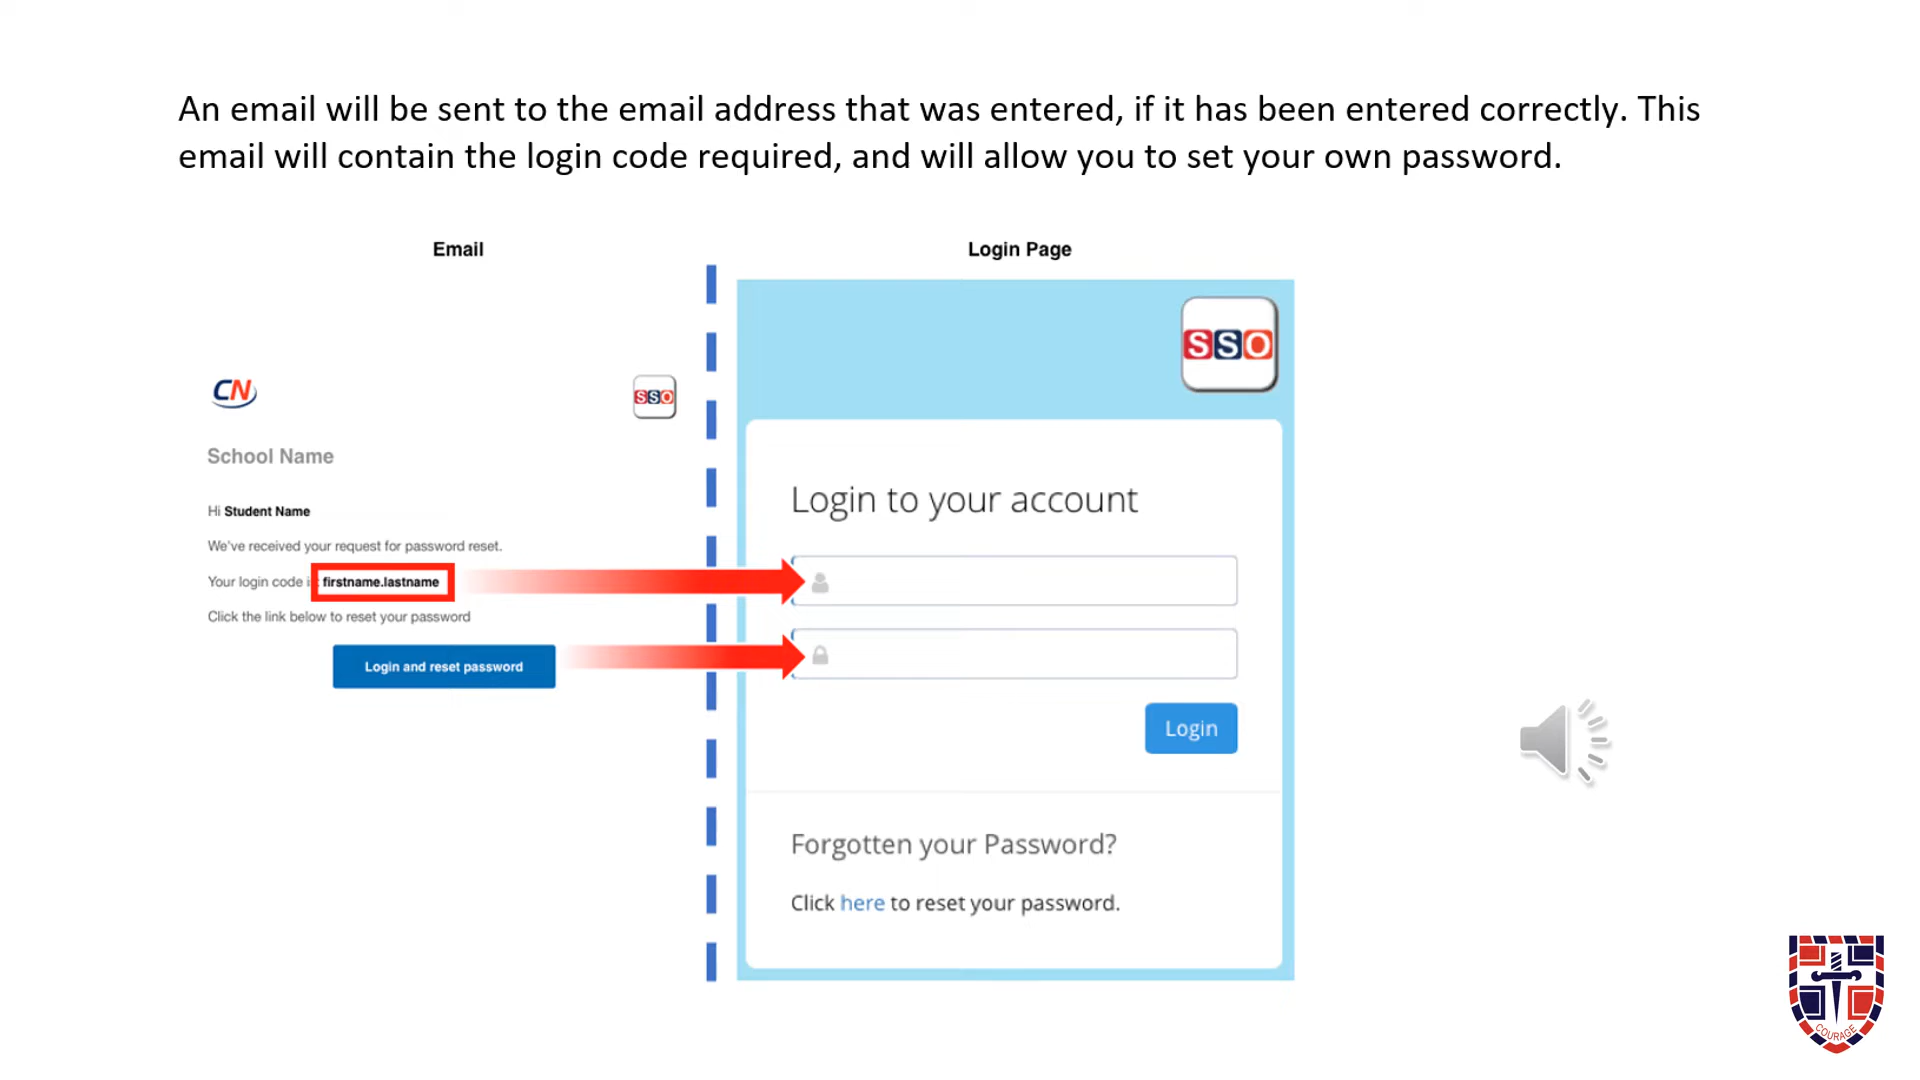 An email will be sent to the email address that was entered, if it has been entered correctly. This
email will contain the login code required, and will allow you to set your own password.
Email
Login Page
SSO
CN
SSO
School Name
Hi Student Name
We've received your request for password reset.
Your login code i firstname.lastname
Click the link below to reset your password
Login and reset password
Login to your account
Login
Forgotten your Password?
Click here to reset your password.
COURAGE